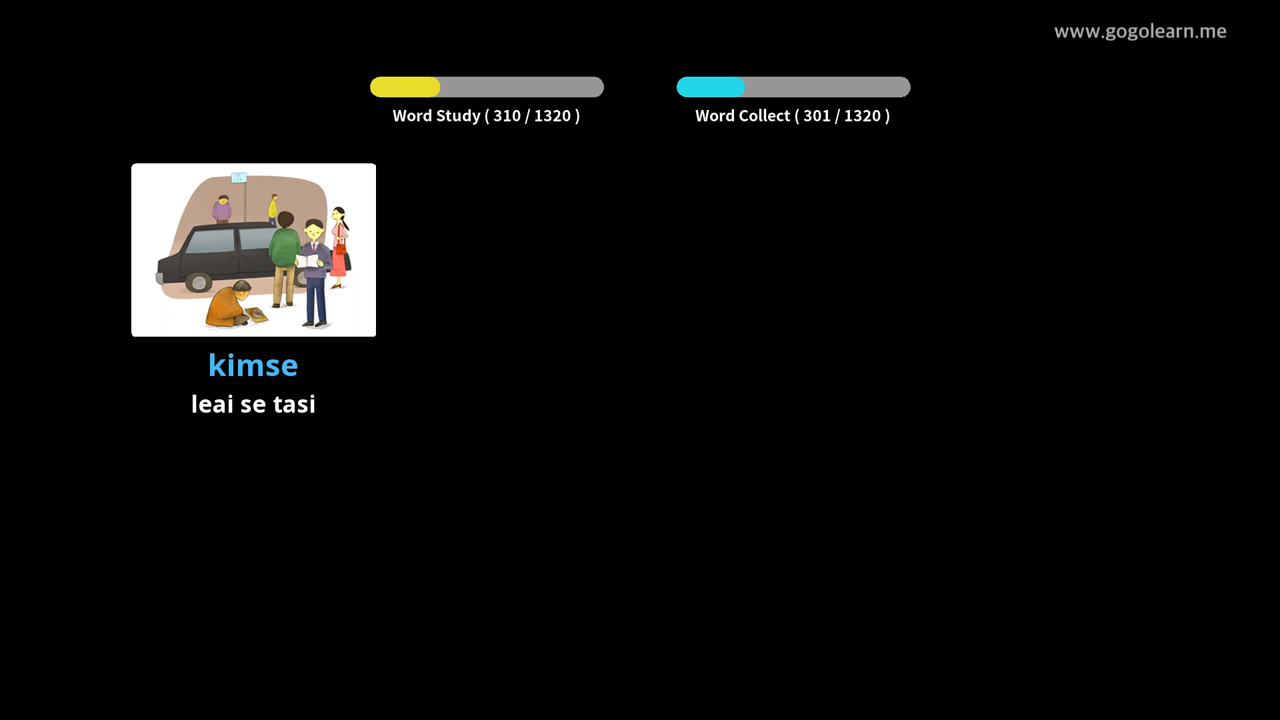 www.gogolearn.me
Word Study ( 310 / 1320 )
Word Collect ( 301 / 1320 )
kimse
leai se tasi